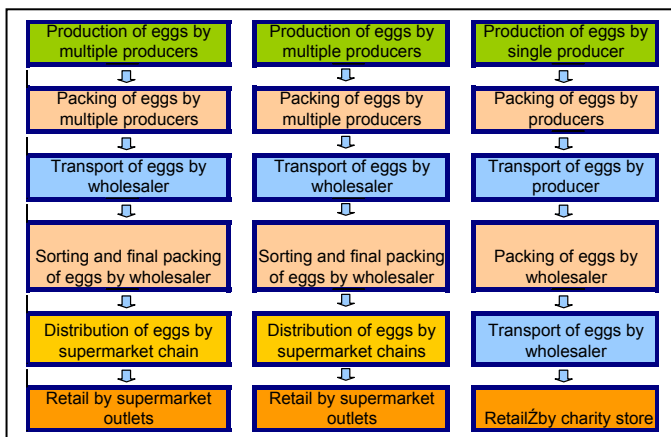 Production of eggs by
multiple producers
Production of eggs by
multiple producers
Production of eggs by
single producer
Packing of eggs by
multiple producers
Packing of eggs by
multiple producers
Packing of eggs by
producers
Transport of eggs by
wholesaler
Transport of eggs by
wholesaler
Transport of eggs by
producer
Sorting and final packing
of eggs by wholesaler
Sorting and final packing
of eggs by wholesaler
Packing of eggs by
wholesaler
Distribution of eggs by
supermarket chain
Distribution of eggs by
supermarket chains
Transport of eggs by
wholesaler
Retail by supermarket
outlets
Retail by supermarket
outlets
RetailŹby charity store